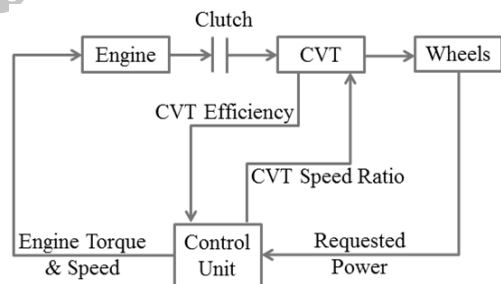 Clutch
Engine
CVT
Wheels
CVT Efficiency
CVT Speed Ratio
Engine Torque
& Speed
Control
Unit
Requested
Power